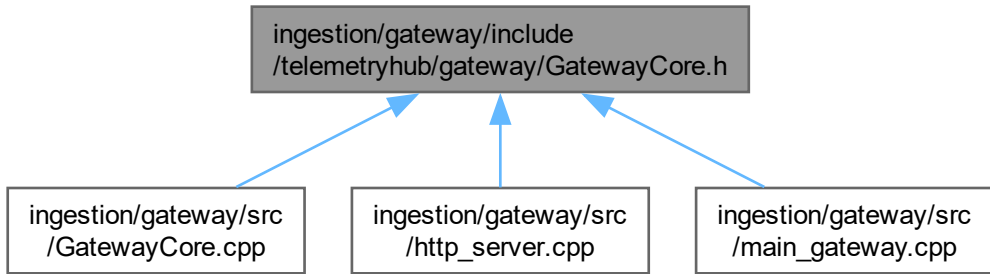 ingestion/gateway/include
/telemetryhub/gateway/GatewayCore.h
ingestion/gateway/src
/GatewayCore.cpp
ingestion/gateway/src
/http_server.cpp
ingestion/gateway/src
/main_gateway.cpp